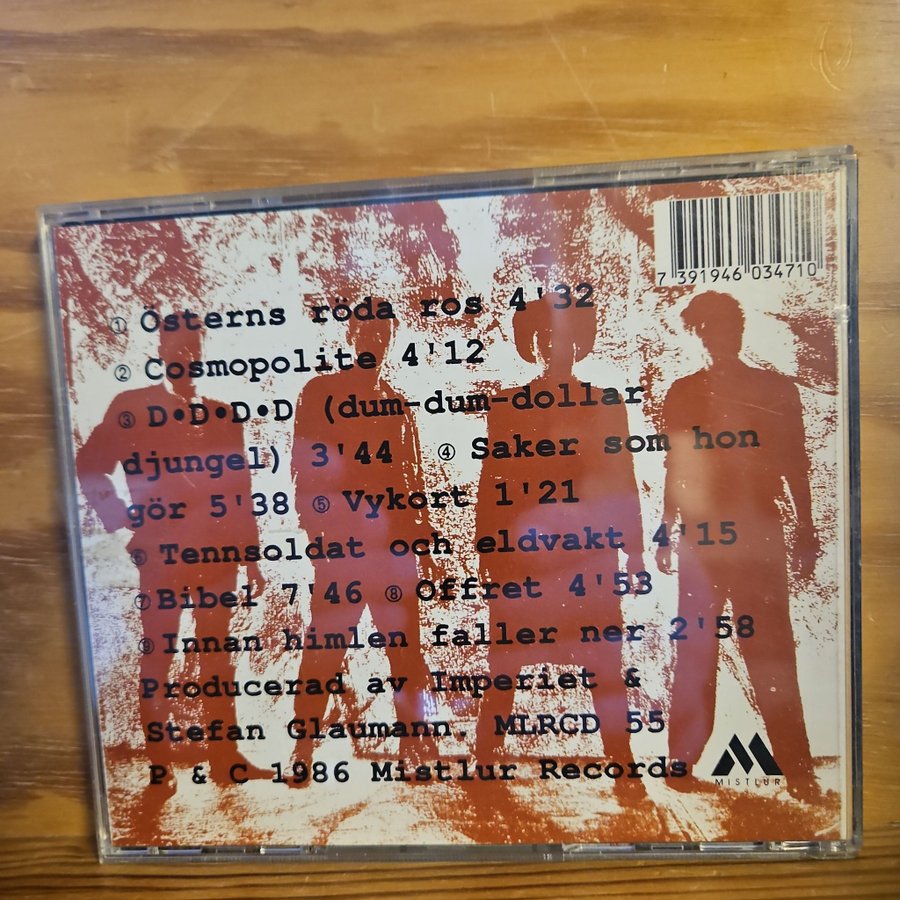 7 391946 034710
① Österns röda ros 4'32
② Cosmopolite 4'12
③ D•D•D•D (dum-dum-dollar
djungel) 3'44 ④ Saker som hon
gör 5'38 ⑤ Vykort 1'21
⑥ Tennsoldat och eldvakt 4'15
⑦ Bibel 7'46 ⑧ Offret 4'53
⑨ Innan himlen faller ner 2'58
Producerad av Imperiet &
Stefan Glaumann. MLRCD 55
P & C 1986 Mistlur Records
MISTLUR